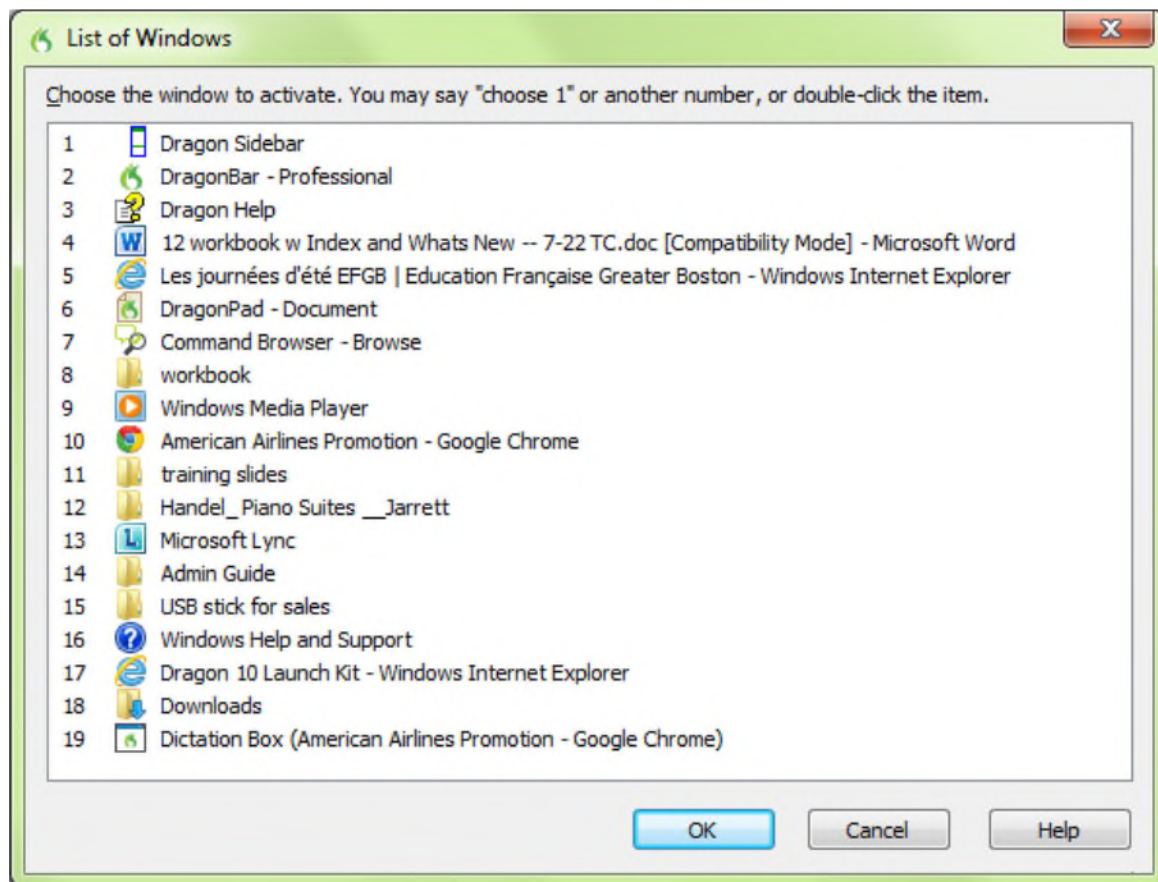 List of Windows
Choose the window to activate. You may say "choose 1" or another number, or double-click the item.
1 Dragon Sidebar
2 DragonBar - Professional
3 Dragon Help
4 12 workbook w Index and Whats New -- 7-22 TC.doc [Compatibility Mode] - Microsoft Word
5 Les journées d'été EFGB | Education Française Greater Boston - Windows Internet Explorer
6 DragonPad - Document
7 Command Browser - Browse
8 workbook
9 Windows Media Player
10 American Airlines Promotion - Google Chrome
11 training slides
12 Handel_ Piano Suites __Jarrett
13 Microsoft Lync
14 Admin Guide
15 USB stick for sales
16 Windows Help and Support
17 Dragon 10 Launch Kit - Windows Internet Explorer
18 Downloads
19 Dictation Box (American Airlines Promotion - Google Chrome)
OK Cancel Help